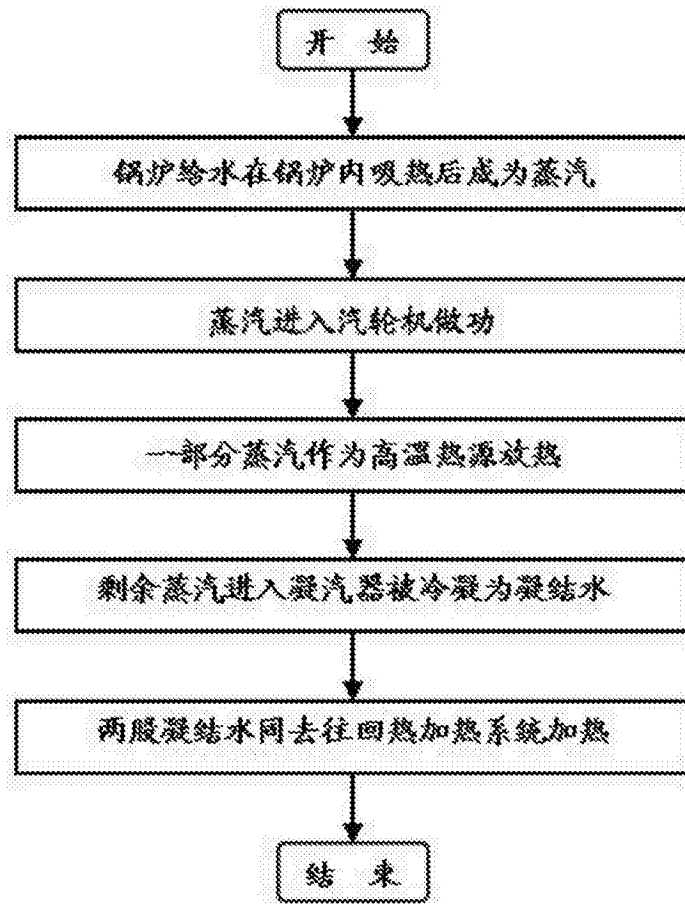 开 始
锅炉给水在锅炉内吸热后成为蒸汽
蒸汽进入汽轮机做功
一部分蒸汽作为高温热源放热
剩余蒸汽进入凝汽器被冷凝为凝结水
两股凝结水同去往回热加热系统加热
结 束